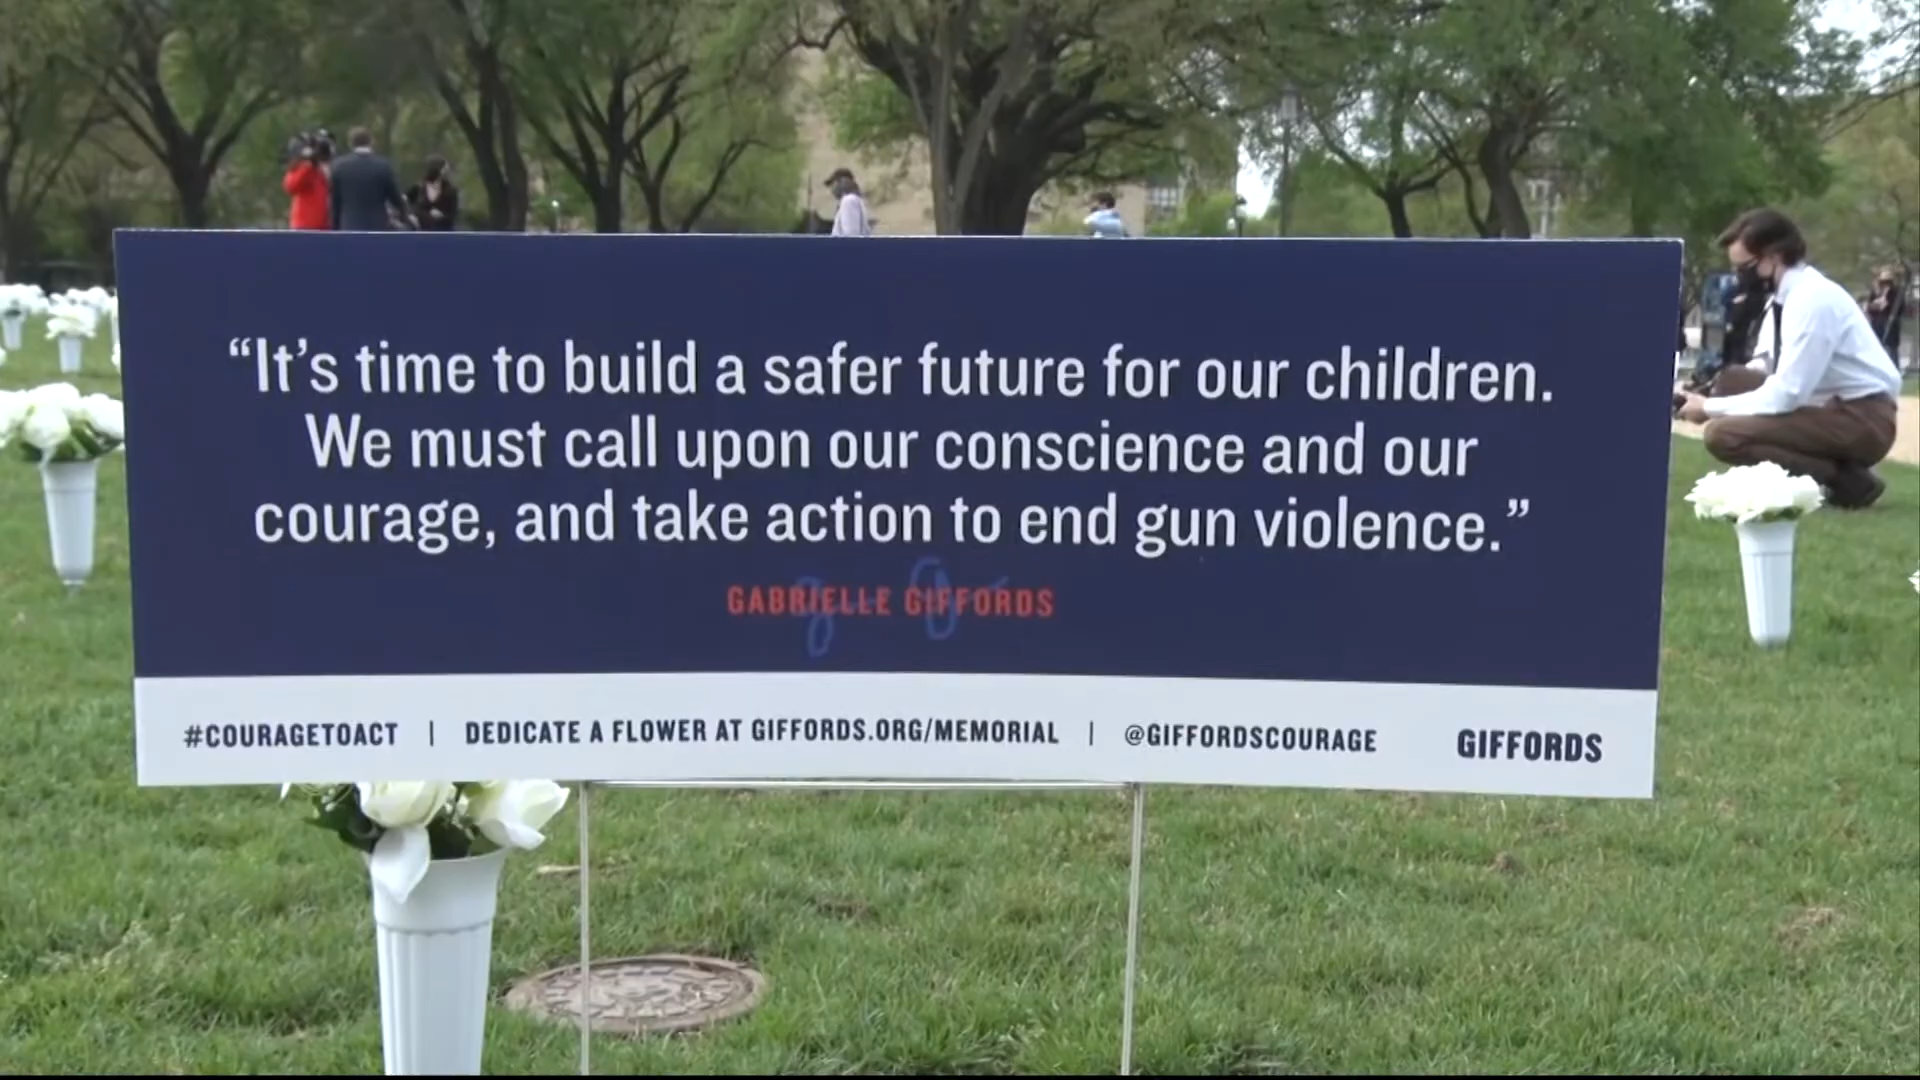 “It’s time to build a safer future for our children.
We must call upon our conscience and our
courage, and take action to end gun violence.”
GABRIELLE GIFFORDS
#COURAGETOACT | DEDICATE A FLOWER AT GIFFORDS.ORG/MEMORIAL | @GIFFORDSCOURAGE GIFFORDS